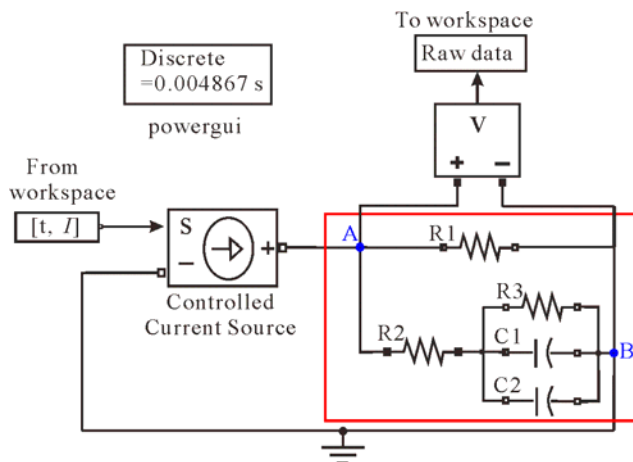 To workspace
Raw data
Discrete
=0.004867 s
powergui
V
+ −
From
workspace
[t, I]
S
+
−
Controlled
Current Source
A
R1
R2
R3
C1
C2
B